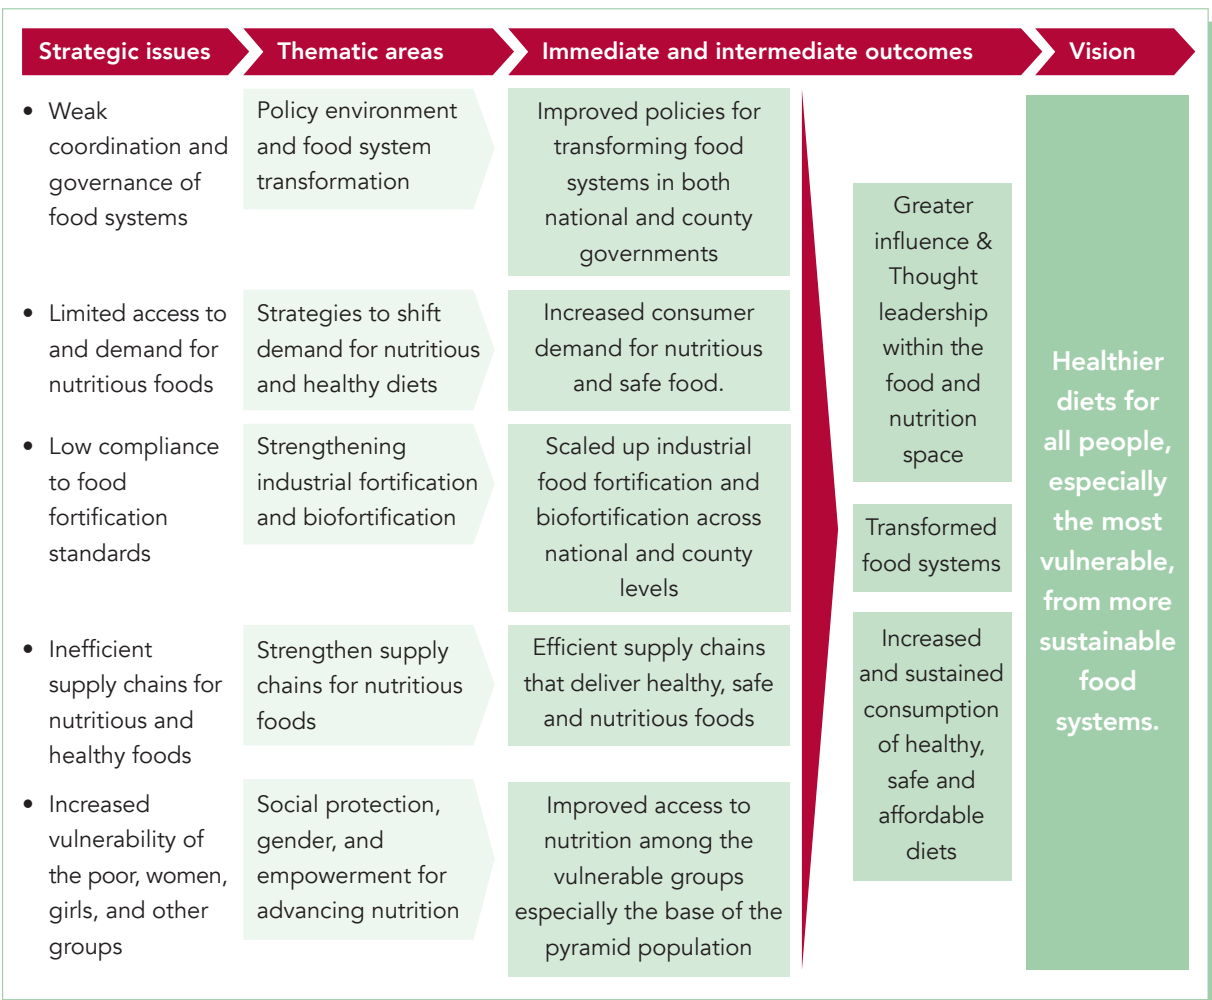 Strategic issues
Thematic areas
Immediate and intermediate outcomes
Vision
• Weak
coordination and
governance of
food systems
Policy environment
and food system
transformation
Improved policies for
transforming food
systems in both
national and county
governments
• Limited access to
and demand for
nutritious foods
Strategies to shift
demand for nutritious
and healthy diets
Increased consumer
demand for nutritious
and safe food.
• Low compliance
to food
fortification
standards
Strengthening
industrial fortification
and biofortification
Scaled up industrial
food fortification and
biofortification across
national and county
levels
• Inefficient
supply chains for
nutritious and
healthy foods
Strengthen supply
chains for nutritious
foods
Efficient supply chains
that deliver healthy, safe
and nutritious foods
• Increased
vulnerability of
the poor, women,
girls, and other
groups
Social protection,
gender, and
empowerment for
advancing nutrition
Improved access to
nutrition among the
vulnerable groups
especially the base of the
pyramid population
Greater
influence &
Thought
leadership
within the
food and
nutrition
space
Transformed
food systems
Increased
and sustained
consumption
of healthy,
safe and
affordable
diets
Healthier
diets for
all people,
especially
the most
vulnerable,
from more
sustainable
food
systems.